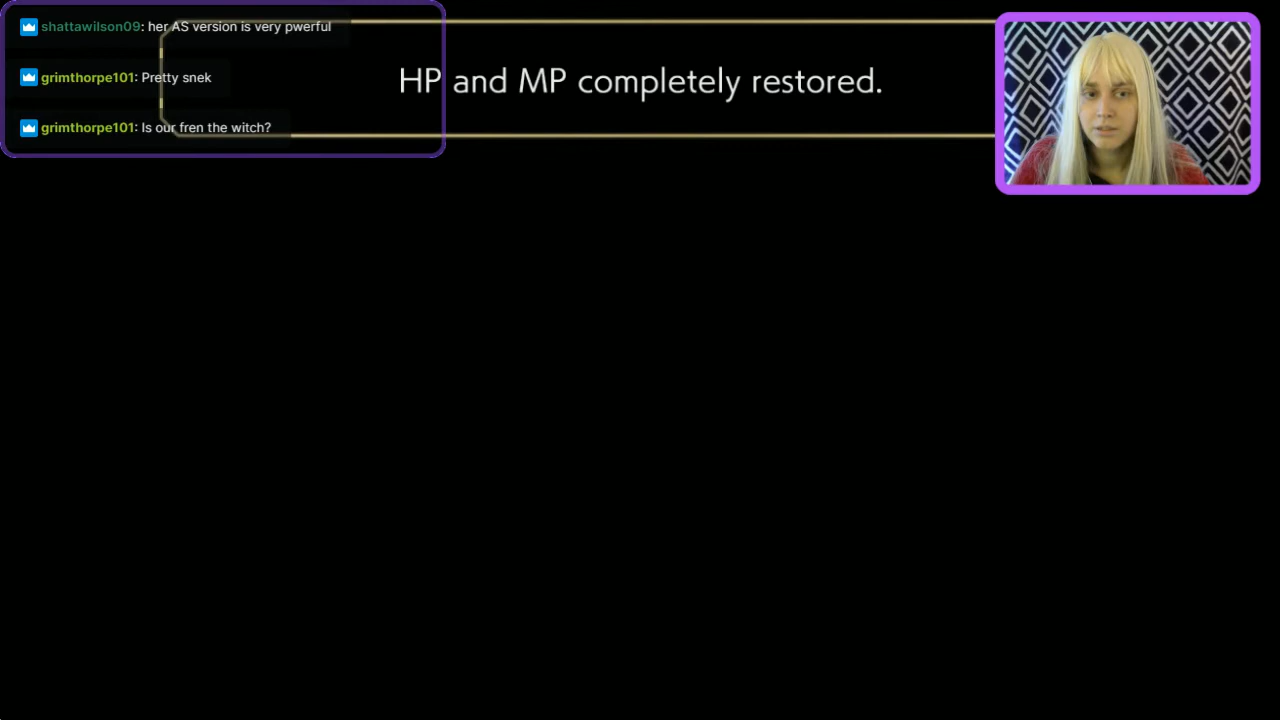 shattawilson09: her AS version is very pwerful
grimthorpe101: Pretty snek
grimthorpe101: Is our fren the witch?
HP and MP completely restored.